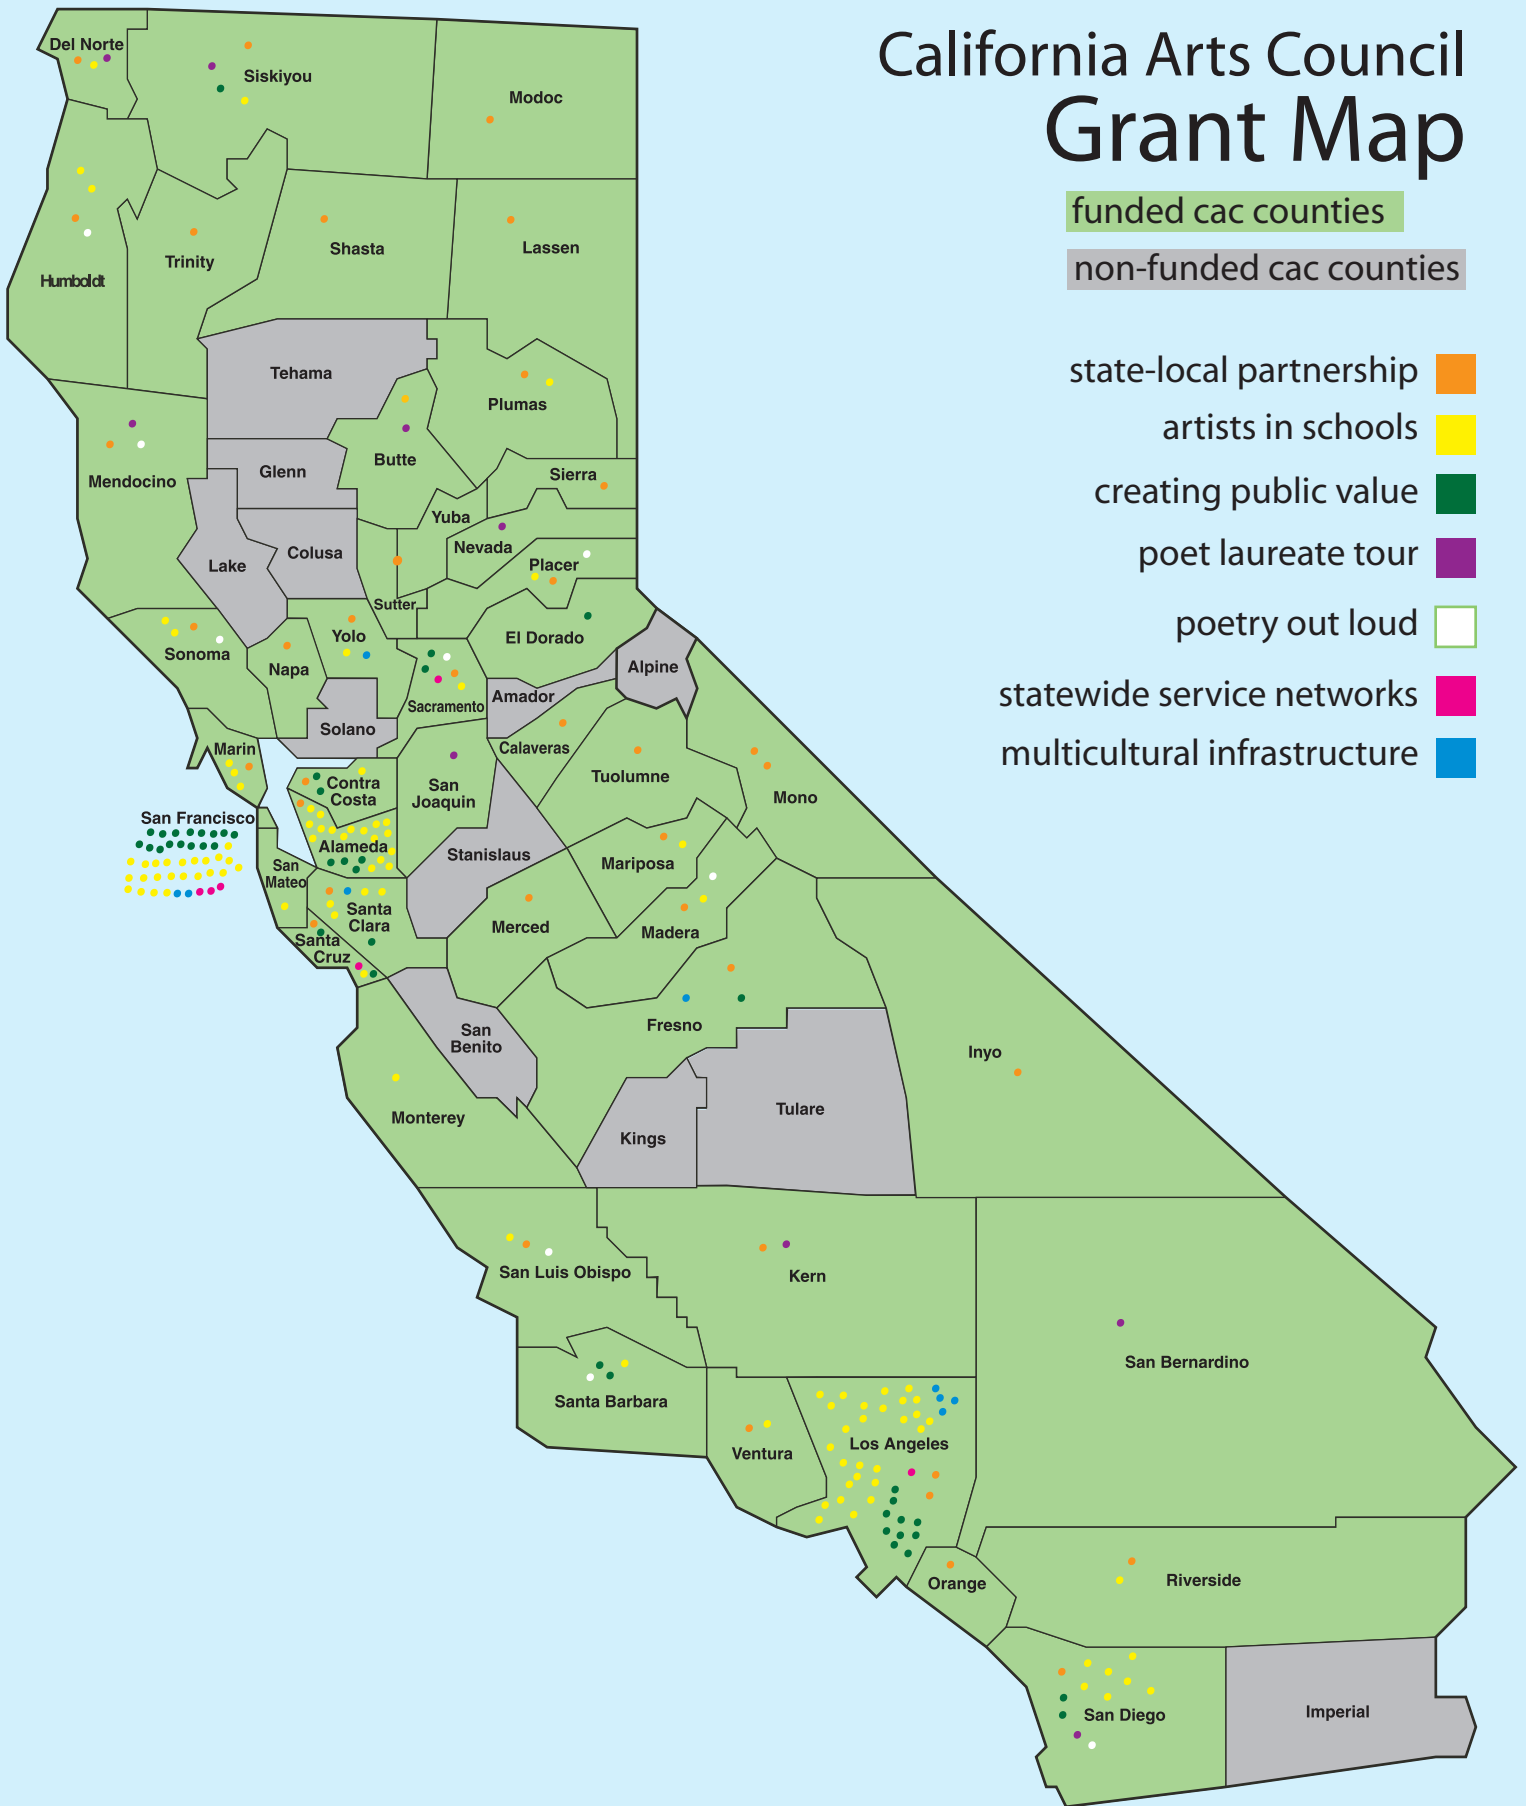 California Arts Council
Grant Map
funded cac counties
non-funded cac counties
state-local partnership
artists in schools
creating public value
poet laureate tour
poetry out loud
statewide service networks
multicultural infrastructure
Del Norte
Siskiyou
Modoc
Humboldt
Trinity
Shasta
Lassen
Tehama
Plumas
Mendocino
Glenn
Butte
Sierra
Lake
Colusa
Yuba
Nevada
Placer
Sutter
Sonoma
Napa
Yolo
El Dorado
Sacramento
Amador
Alpine
Solano
Marin
Calaveras
Tuolumne
Mono
Contra
Costa
San
Joaquin
San Francisco
Alameda
Stanislaus
Mariposa
San
Mateo
Santa
Clara
Merced
Madera
Santa
Cruz
San
Benito
Fresno
Inyo
Monterey
Kings
Tulare
San Luis Obispo
Kern
San Bernardino
Santa Barbara
Ventura
Los Angeles
Orange
Riverside
San Diego
Imperial